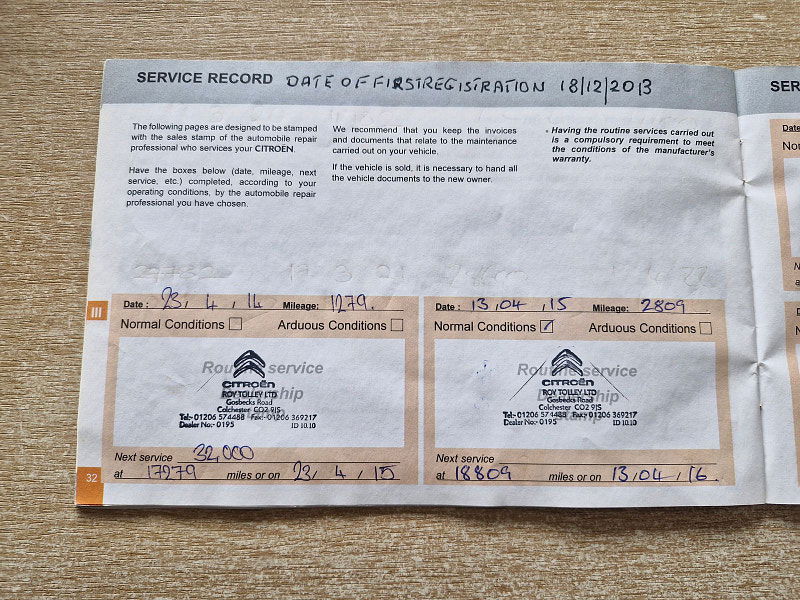 SERVICE RECORD DATE OF FIRST REGISTRATION 18/12/2013
The following pages are designed to be stamped
with the sales stamp of the automobile repair
professional who services your CITROËN.
Have the boxes below (date, mileage, next
service, etc.) completed, according to your
operating conditions, by the automobile repair
professional you have chosen.
We recommend that you keep the invoices
and documents that relate to the maintenance
carried out on your vehicle.
If the vehicle is sold, it is necessary to hand all
the vehicle documents to the new owner.
• Having the routine services carried out
is a compulsory requirement to meet
the conditions of the manufacturer's
warranty.
III
Date : 23, 4, 14 Mileage: 1279.
Normal Conditions Arduous Conditions
Routine service
CITROËN
ROY TOLLEY LTD
Gosbecks Road
Colchester CO2 9JS
Tel:- 01206 574488 Fax:- 01206 369217
Dealer No:- 0195 ID 10.10
Next service 32,000
at 17279 miles or on 23, 4, 15
Date : 13,04,15 Mileage: 2809
Normal Conditions Arduous Conditions
Routine service
CITROËN
ROY TOLLEY LTD
Gosbecks Road
Colchester CO2 9JS
Tel:- 01206 574488 Fax:- 01206 369217
Dealer No:- 0195 ID 10.10
Next service
at 18809 miles or on 13,04,16.
32
SER
Date
Nor
N
a
D
No